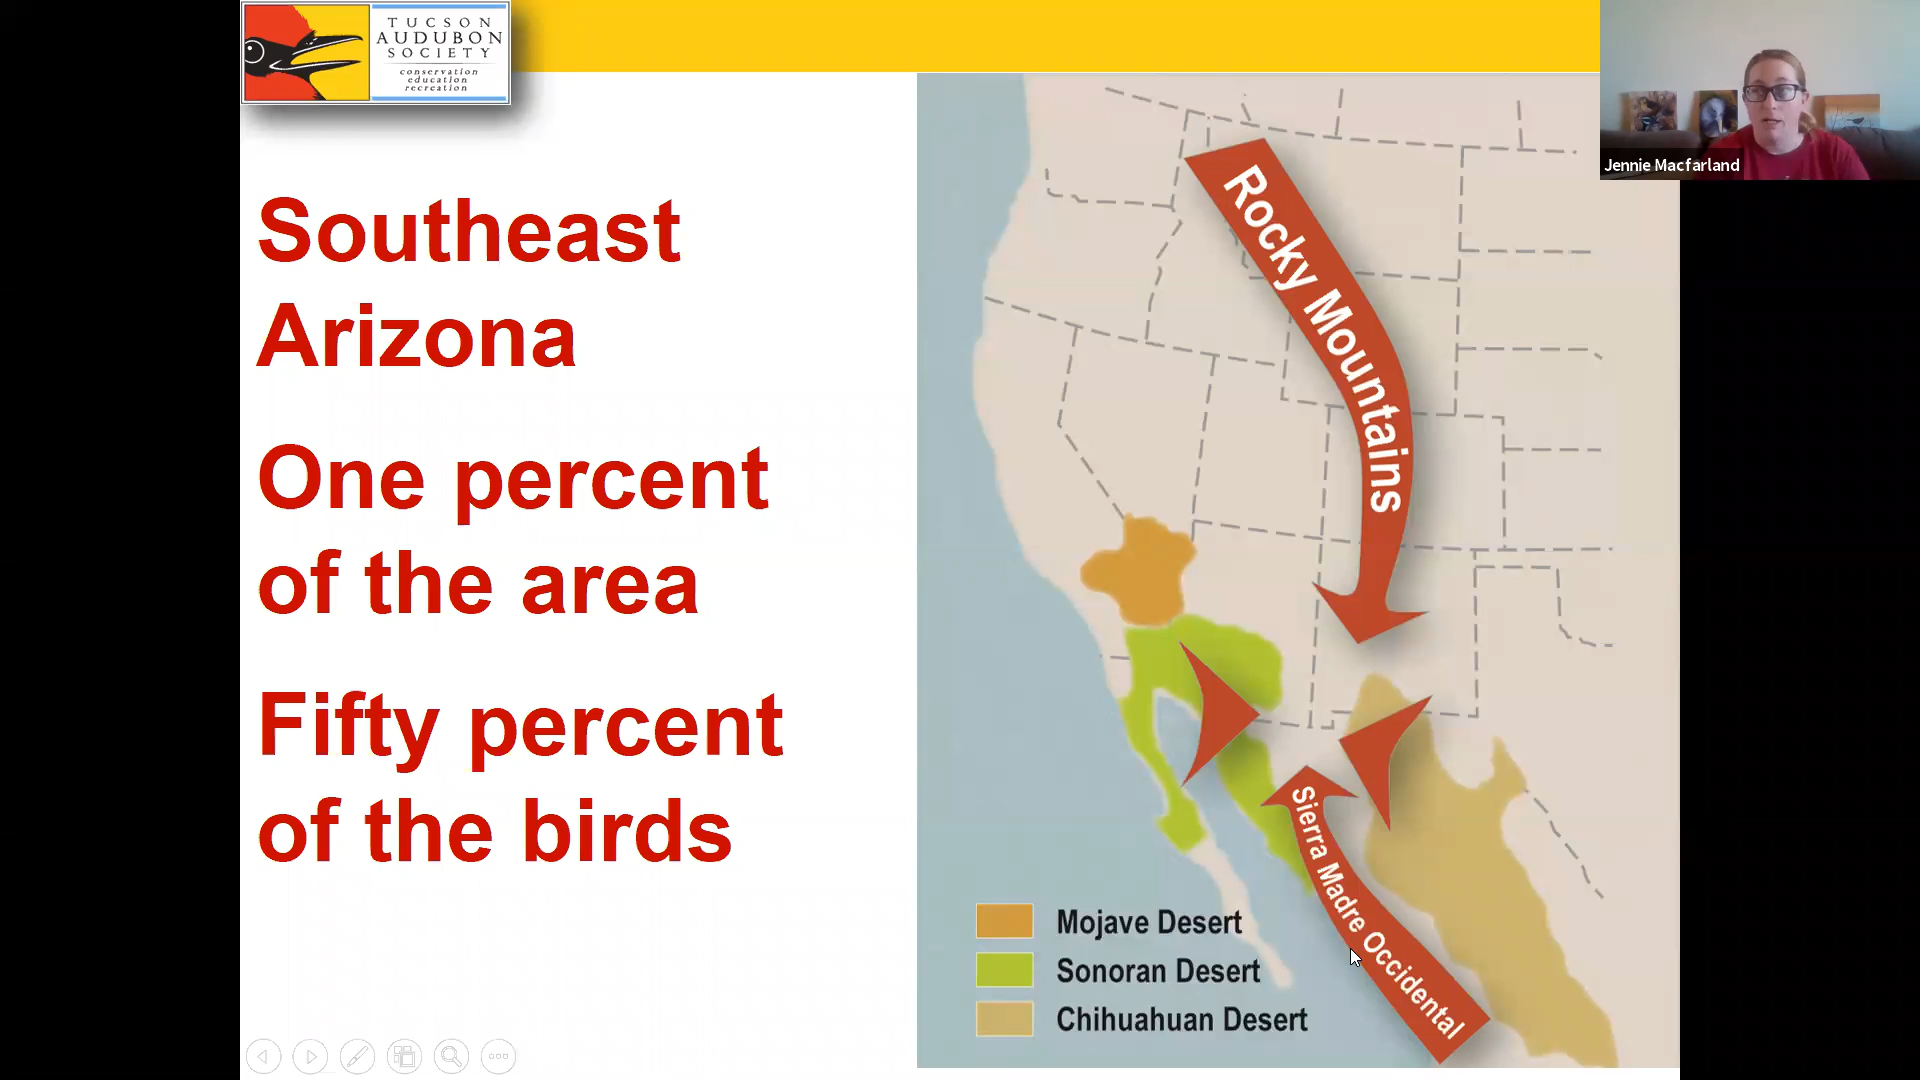 TUCSON
AUDUBON
SOCIETY
conservation
education
recreation
Jennie Macfarland
Southeast
Arizona
One percent
of the area
Fifty percent
of the birds
Rocky Mountains
Sierra Madre Occidental
Mojave Desert
Sonoran Desert
Chihuahuan Desert